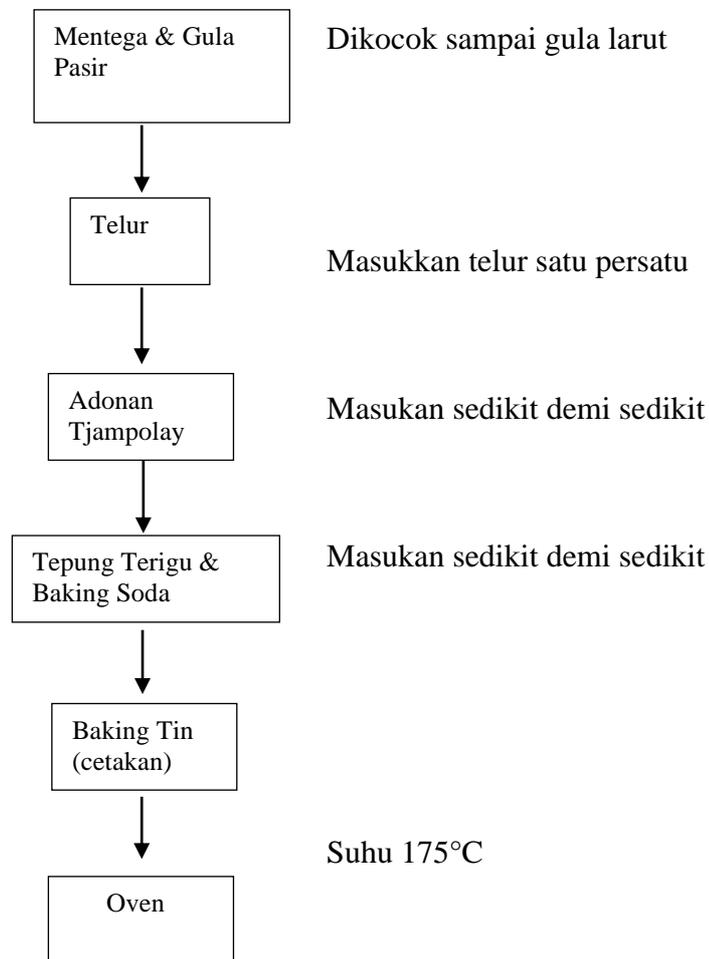 Mentega & Gula
Pasir
Dikocok sampai gula larut
Telur
Masukkan telur satu persatu
Adonan
Tjampolay
Masukan sedikit demi sedikit
Tepung Terigu &
Baking Soda
Masukan sedikit demi sedikit
Baking Tin
(cetakan)
Suhu 175°C
Oven